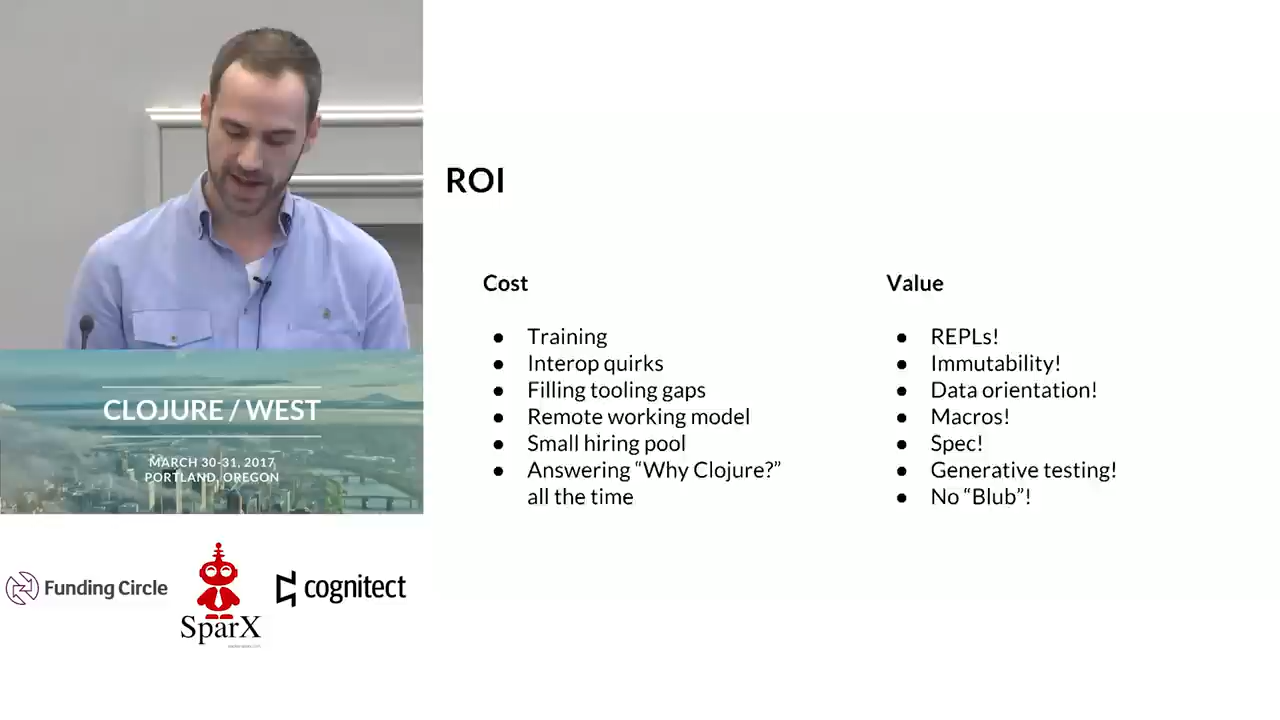 ROI
Cost
Training
Interop quirks
Filling tooling gaps
Remote working model
Small hiring pool
Answering “Why Clojure?”
all the time
Value
REPLs!
Immutability!
Data orientation!
Macros!
Spec!
Generative testing!
No “Blub”!
CLOJURE / WEST
MARCH 30-31, 2017
PORTLAND, OREGON
Funding Circle
SparX
cognitect